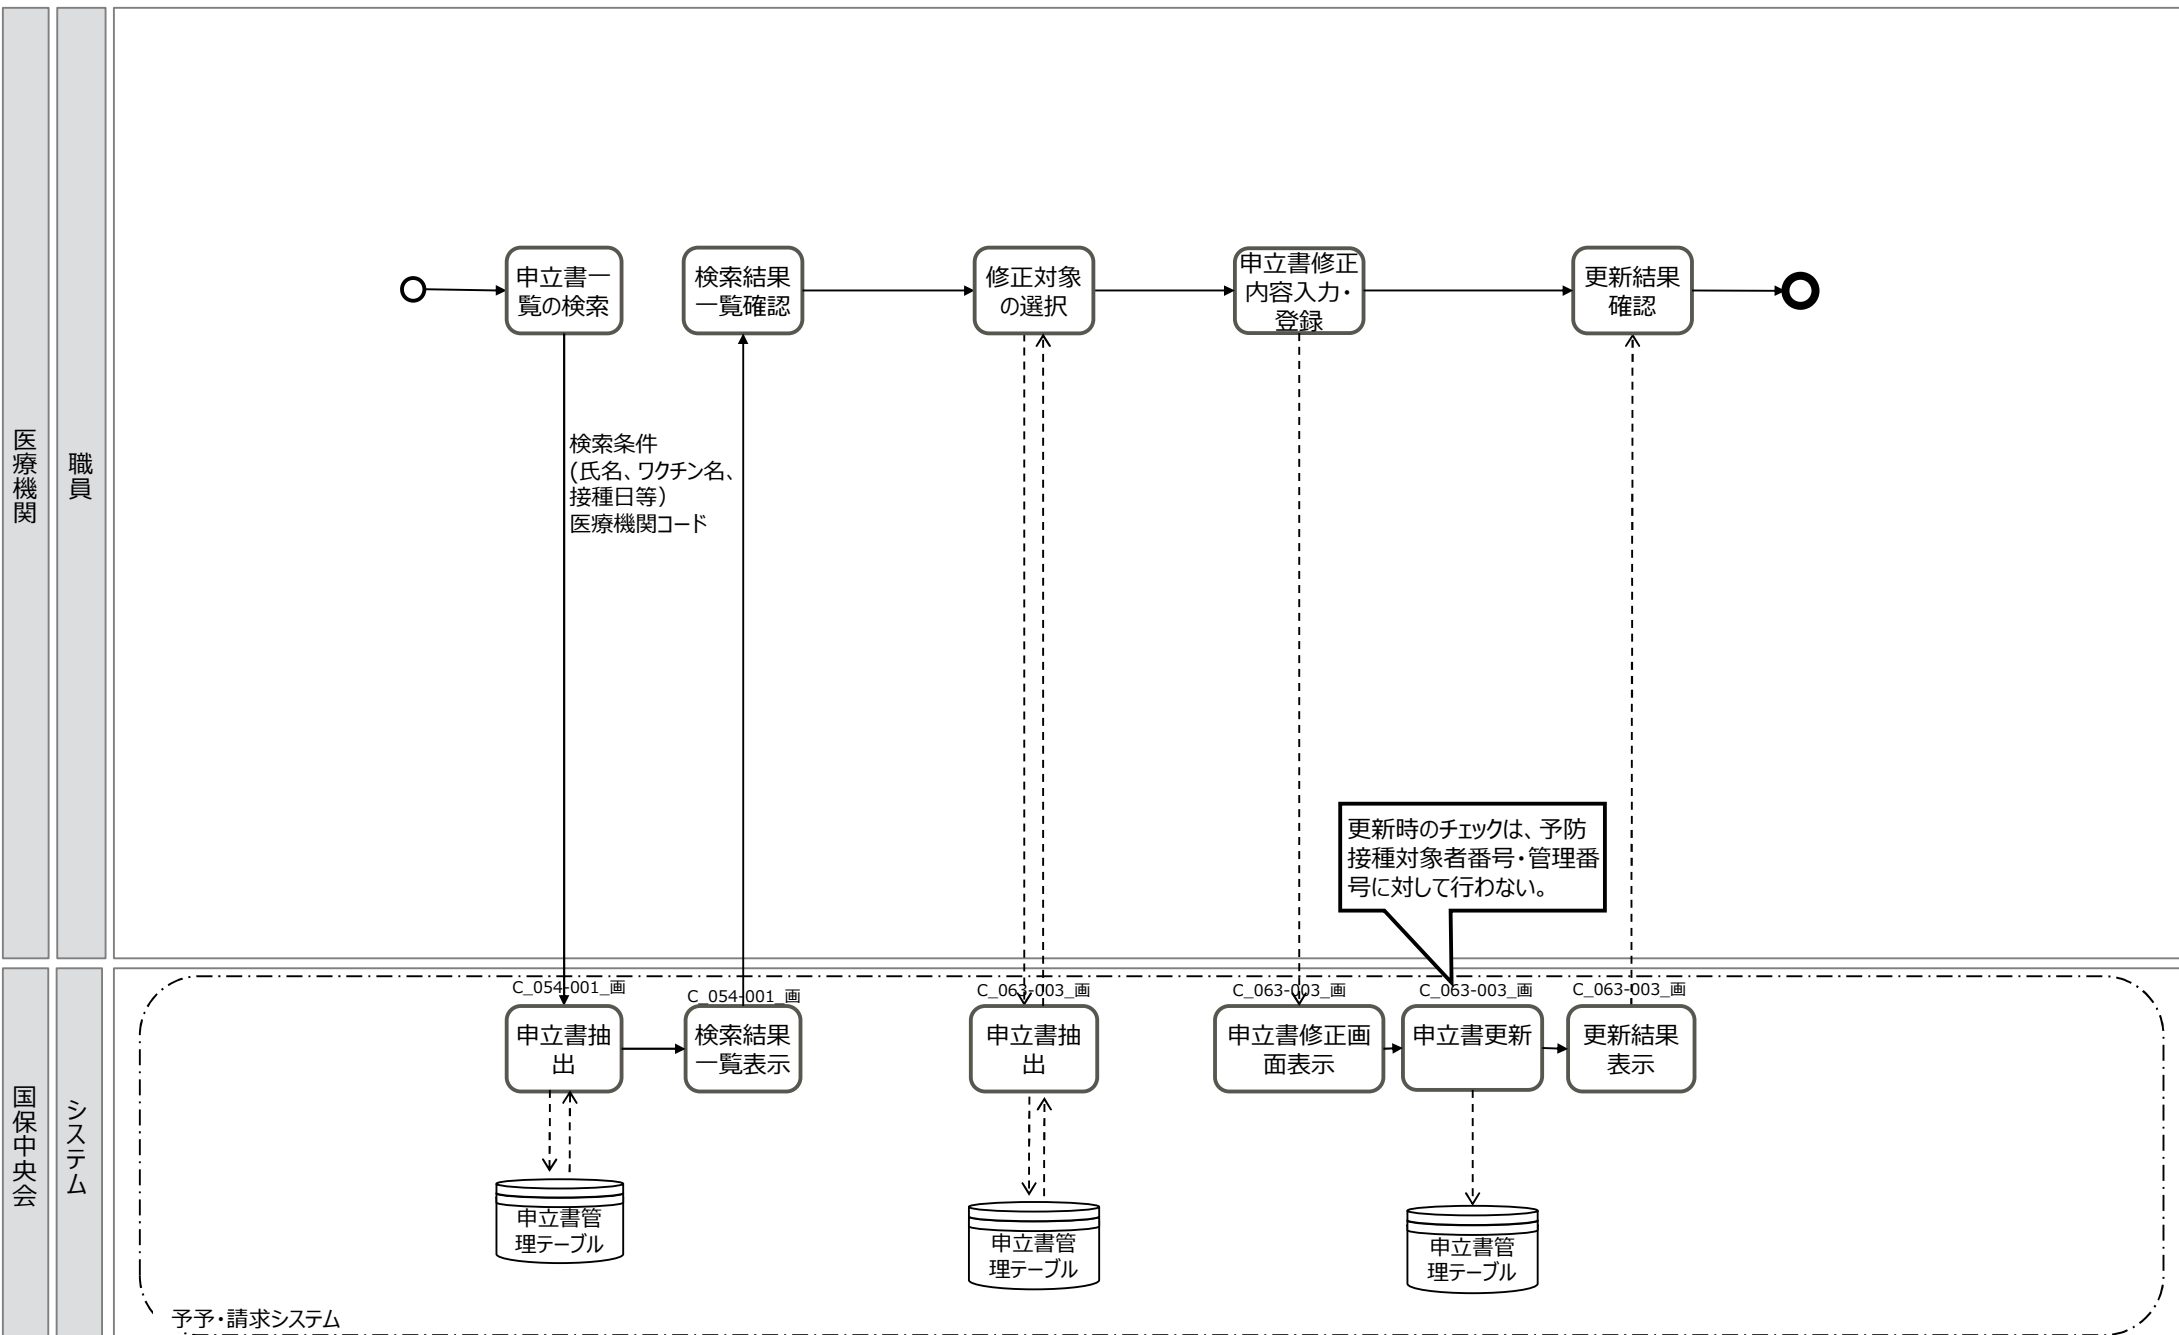 医療機関
職員
申立書一
覧の検索
検索結果
一覧確認
修正対象
の選択
申立書修正
内容入力・
登録
更新結果
確認
検索条件
(氏名、ワクチン名、
接種日等）
医療機関コード
更新時のチェックは、予防
接種対象者番号・管理番
号に対して行わない。
国保中央会
システム
C_054-001_画
C_054-001_画
C_063-003_画
C_063-003_画
C_063-003_画
C_063-003_画
申立書抽
出
検索結果
一覧表示
申立書抽
出
申立書修正画
面表示
申立書更新
更新結果
表示
申立書管
理テーブル
申立書管
理テーブル
申立書管
理テーブル
予予・請求システム